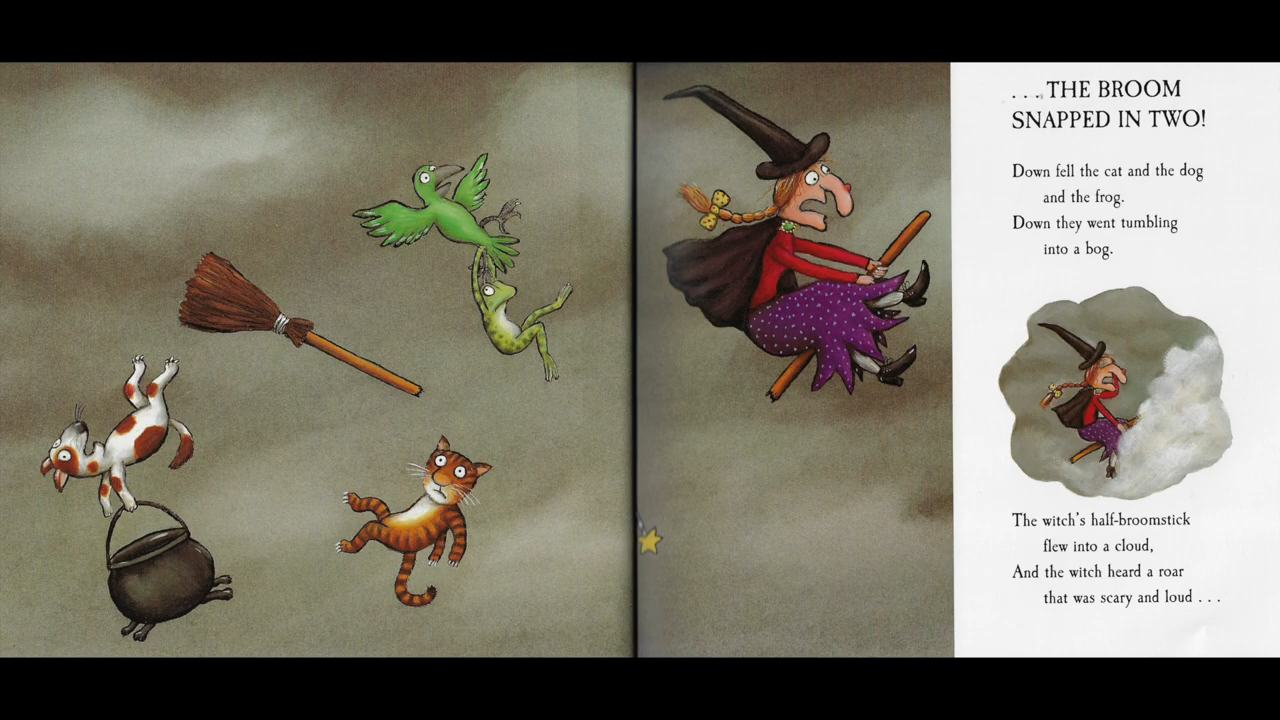 ...THE BROOM
SNAPPED IN TWO!
Down fell the cat and the dog
and the frog.
Down they went tumbling
into a bog.
The witch's half-broomstick
flew into a cloud,
And the witch heard a roar
that was scary and loud ...